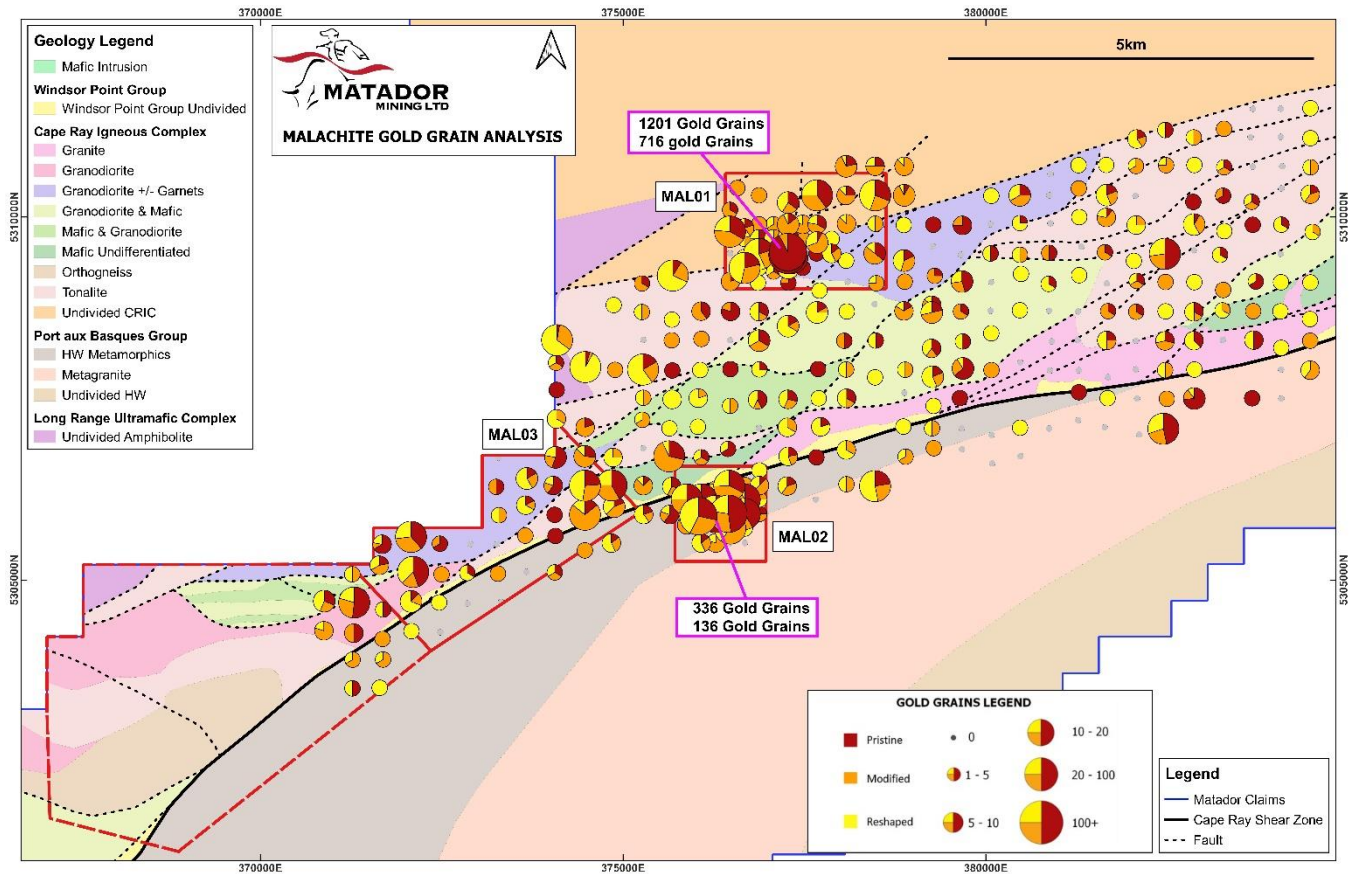 370000E
375000E
380000E
Geology Legend
Mafic Intrusion
Windsor Point Group
Windsor Point Group Undivided
Cape Ray Igneous Complex
Granite
Granodiorite
Granodiorite +/- Garnets
Granodiorite & Mafic
Mafic & Granodiorite
Mafic Undifferentiated
Orthogneiss
Tonalite
Undivided CRIC
Port aux Basques Group
HW Metamorphics
Metagranite
Undivided HW
Long Range Ultramafic Complex
Undivided Amphibolite
MATADOR
MINING LTD
MALACHITE GOLD GRAIN ANALYSIS
5km
1201 Gold Grains
716 gold Grains
MAL01
5310000N
5310000N
MAL03
MAL02
5305000N
5305000N
336 Gold Grains
136 Gold Grains
GOLD GRAINS LEGEND
Pristine
Modified
Reshaped
0
1 - 5
5 - 10
10 - 20
20 - 100
100+
Legend
Matador Claims
Cape Ray Shear Zone
Fault
370000E
375000E
380000E